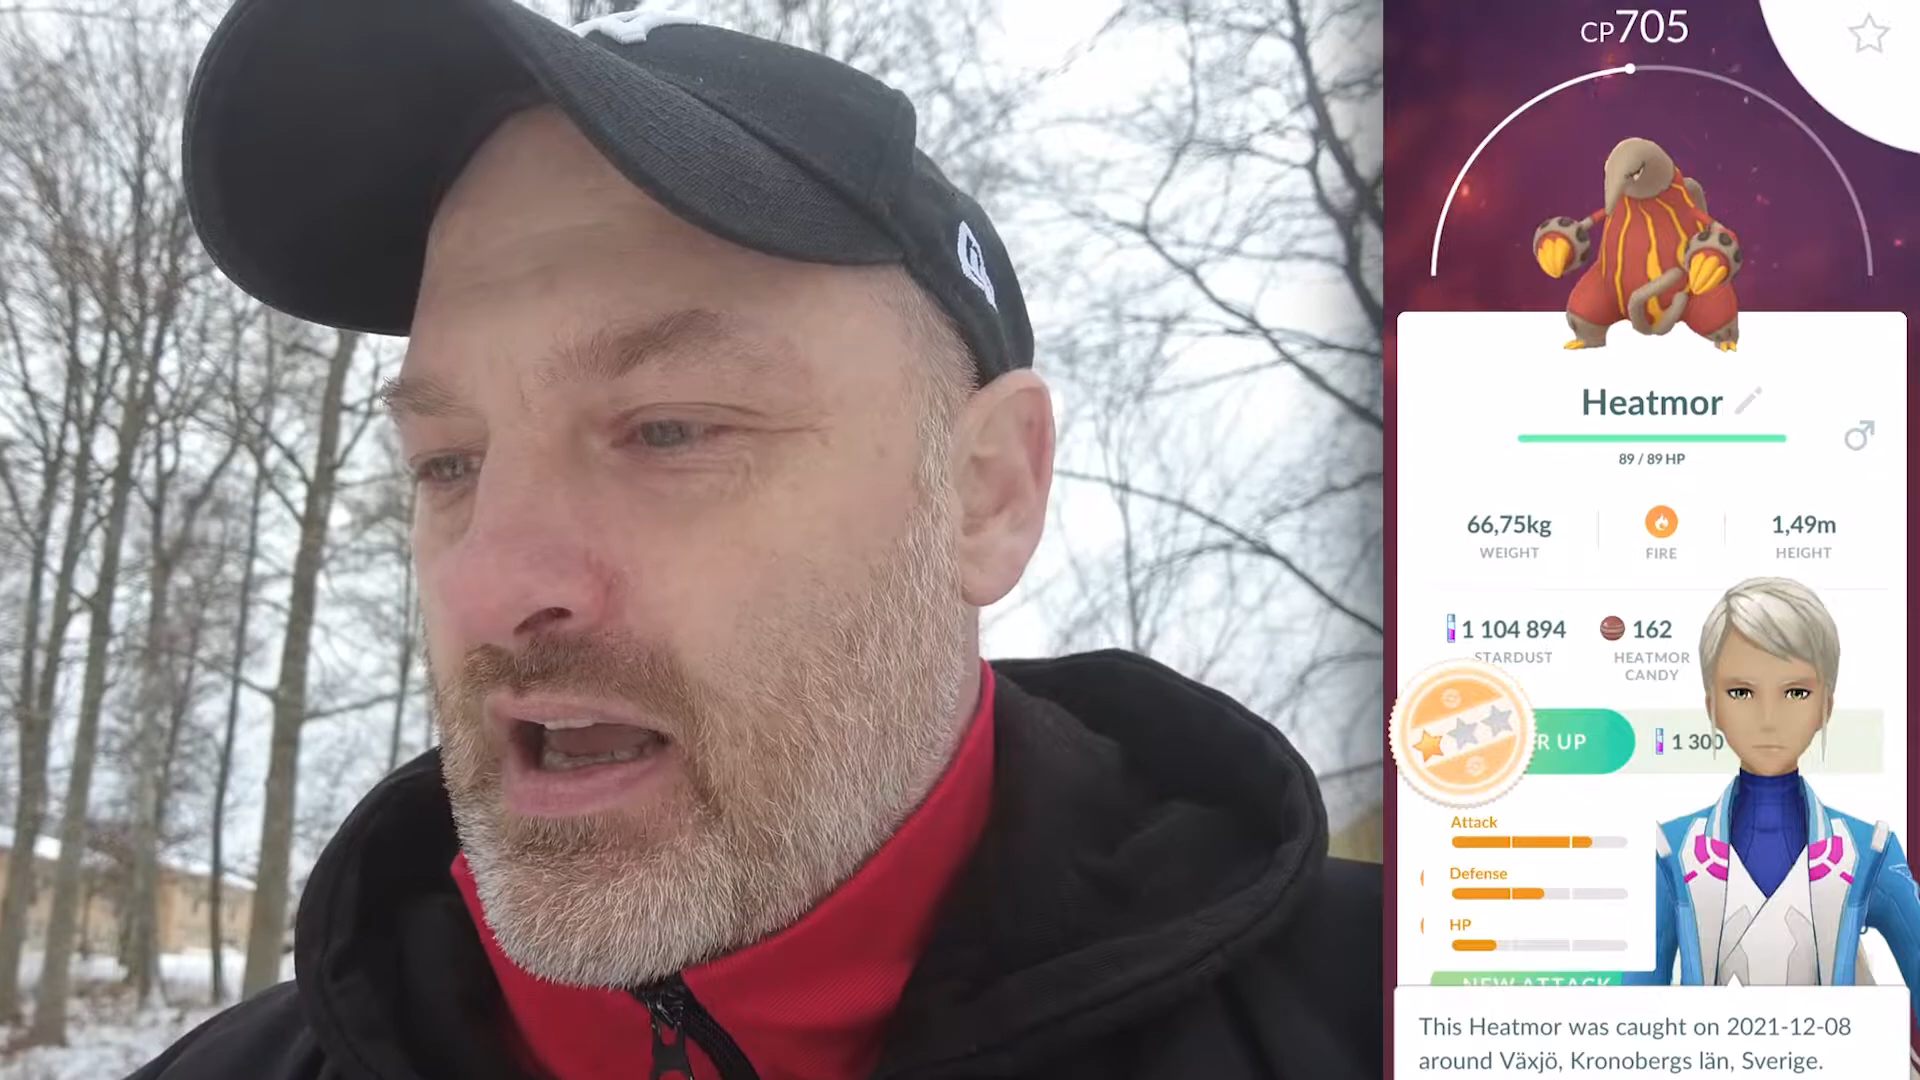 CP705
Heatmor
89 / 89 HP
66,75kg
WEIGHT
FIRE
1,49m
HEIGHT
1 104 894
STARDUST
162
HEATMOR
CANDY
R UP
1 300
Attack
Defense
HP
NEW ATTACK
This Heatmor was caught on 2021-12-08
around Växjö, Kronobergs län, Sverige.